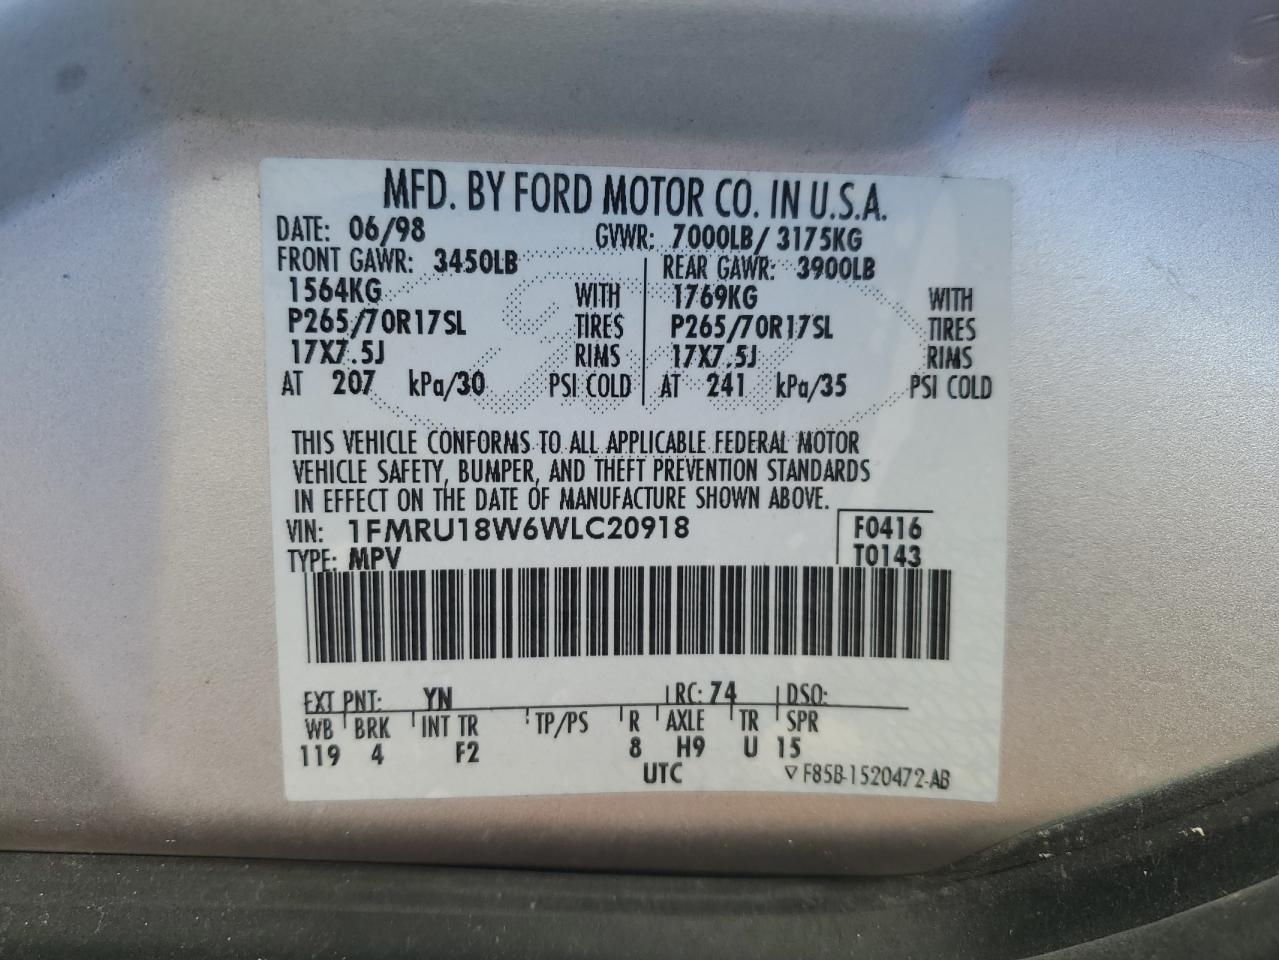 MFD. BY FORD MOTOR CO. IN U.S.A.
DATE: 06/98 GVWR: 7000LB/ 3175KG
FRONT GAWR: 3450LB REAR GAWR: 3900LB
1564KG WITH 1769KG WITH
P265/70R17SL TIRES P265/70R17SL TIRES
17X7.5J RIMS 17X7.5J RIMS
AT 207 kPa/30 PSI COLD AT 241 kPa/35 PSI COLD
THIS VEHICLE CONFORMS TO ALL APPLICABLE FEDERAL MOTOR
VEHICLE SAFETY, BUMPER, AND THEFT PREVENTION STANDARDS
IN EFFECT ON THE DATE OF MANUFACTURE SHOWN ABOVE.
VIN: 1FMRU18W6WLC20918 F0416
TYPE: MPV T0143
EXT PNT: YN RC: 74 DSO:
WB BRK INT TR TP/PS R AXLE TR SPR
119 4 F2 8 H9 U 15
UTC ▽ F85B-1520472-AB